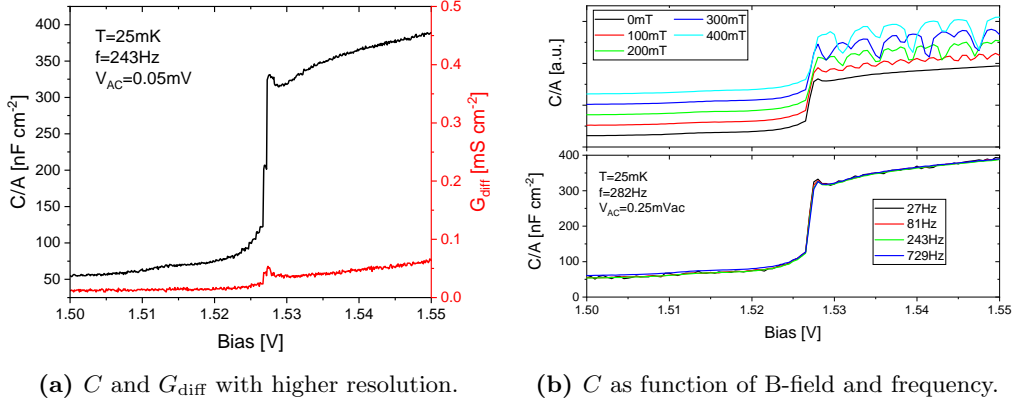 400
350
300
250
200
150
100
50
C/A [nF cm-2]
T=25mK
f=243Hz
VAC=0.05mV
0.5
0.4
0.3
0.2
0.1
0.0
Gdiff [mS cm-2]
1.50 1.51 1.52 1.53 1.54 1.55
Bias [V]
(a) C and Gdiff with higher resolution.
C/A [a.u.]
0mT 300mT
100mT 400mT
200mT
400
300
200
100
0
C/A [nF cm-2]
T=25mK
f=282Hz
VAC=0.25mVac
27Hz
81Hz
243Hz
729Hz
1.50 1.51 1.52 1.53 1.54 1.55
Bias [V]
(b) C as function of B-field and frequency.